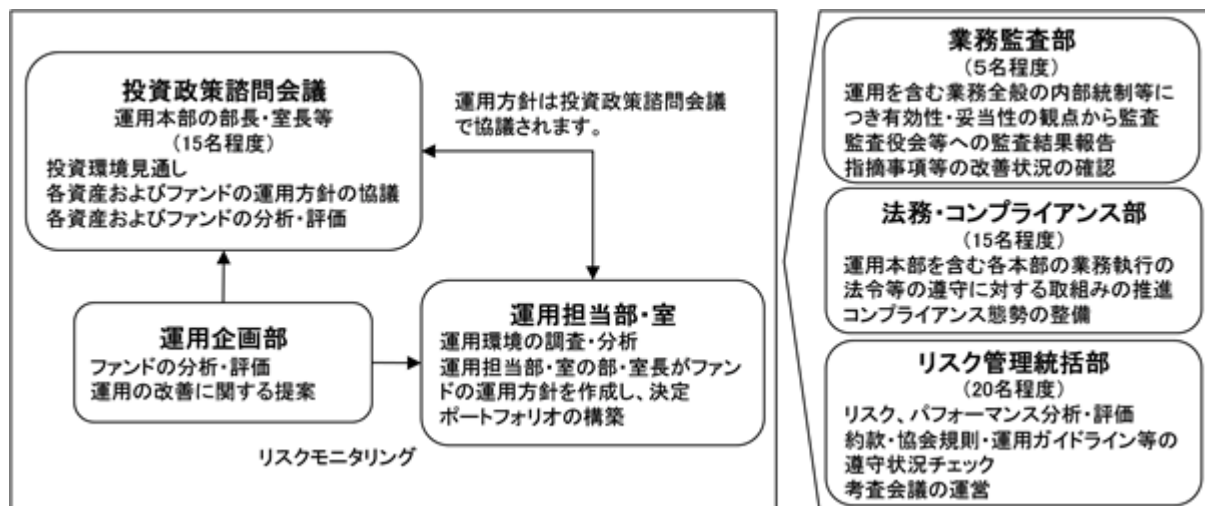 投資政策諮問会議
運用本部の部長・室長等
(15名程度)
投資環境見通し
各資産およびファンドの運用方針の協議
各資産およびファンドの分析・評価
運用方針は投資政策諮問会議
で協議されます。
運用企画部
ファンドの分析・評価
運用の改善に関する提案
運用担当部・室
運用環境の調査・分析
運用担当部・室の部・室長がファン
ドの運用方針を作成し、決定
ポートフォリオの構築
リスクモニタリング
業務監査部
(5名程度)
運用を含む業務全般の内部統制等に
つき有効性・妥当性の観点から監査
監査役会等への監査結果報告
指摘事項等の改善状況の確認
法務・コンプライアンス部
(15名程度)
運用本部を含む各本部の業務執行の
法令等の遵守に対する取組みの推進
コンプライアンス態勢の整備
リスク管理統括部
(20名程度)
リスク、パフォーマンス分析・評価
約款・協会規則・運用ガイドライン等の
遵守状況チェック
考査会議の運営